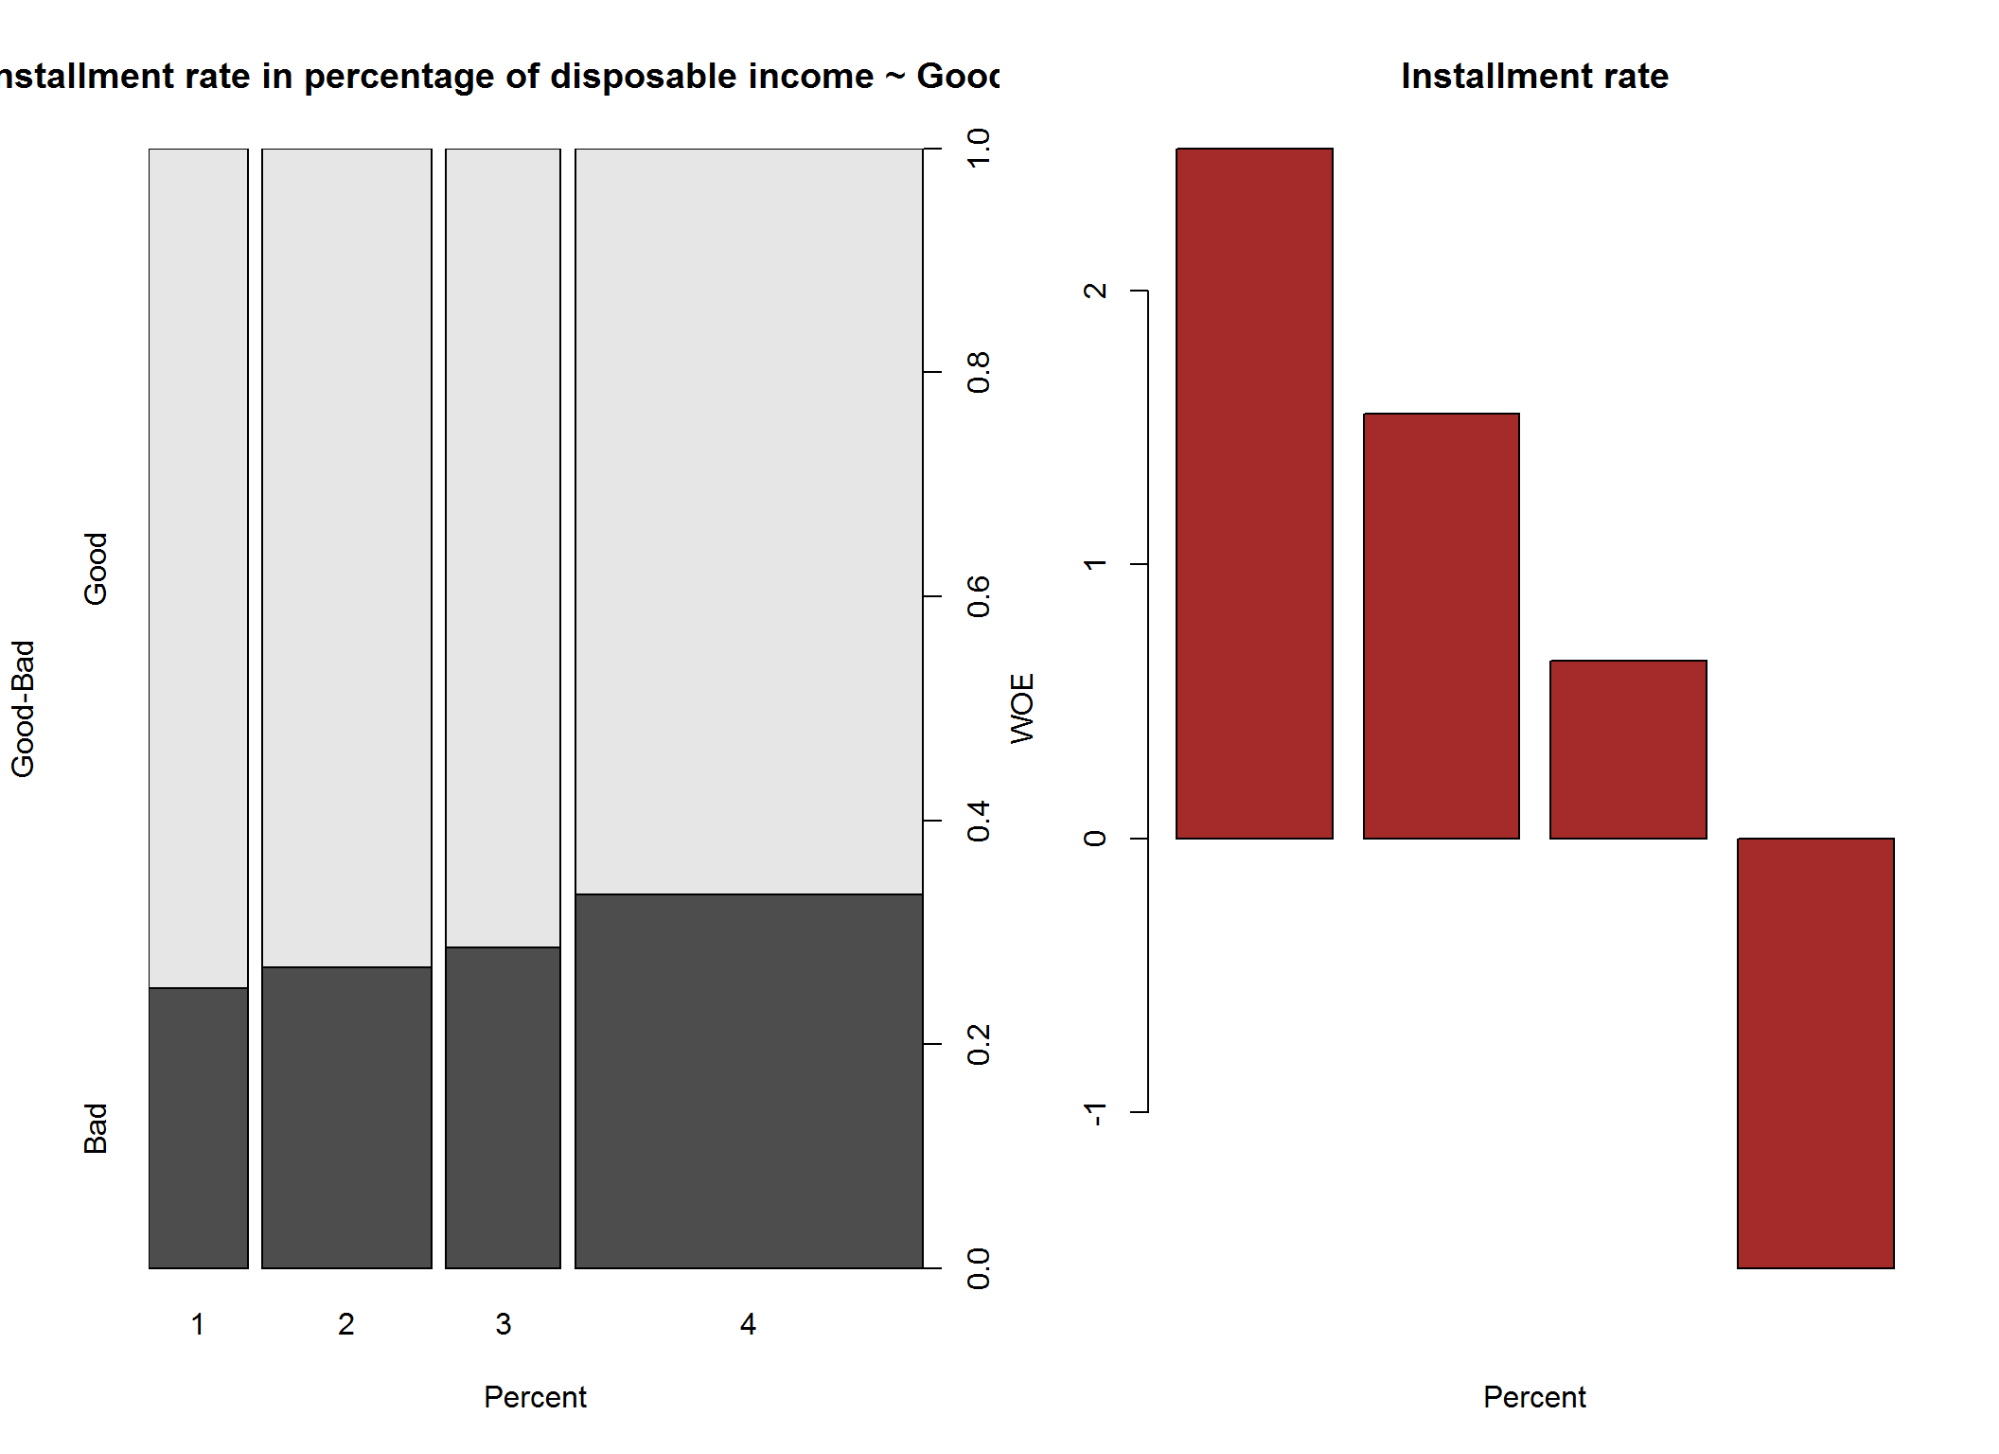 nstallment rate in percentage of disposable income ~ Good
Good-Bad
Good
Bad
1.0
0.8
0.6
0.4
0.2
0.0
1 2 3 4
Percent
Installment rate
WOE
2
1
0
-1
Percent